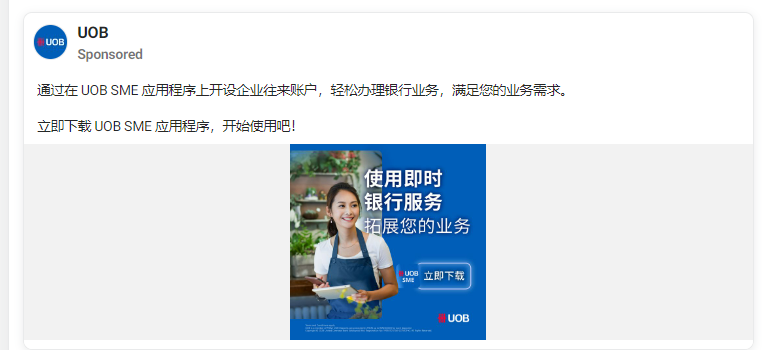 UOB
UOB
Sponsored
通过在 UOB SME 应用程序上开设企业往来账户，轻松办理银行业务，满足您的业务需求。
立即下载 UOB SME 应用程序，开始使用吧！
使用即时
银行服务
拓展您的业务
UOB
SME
立即下载
UOB